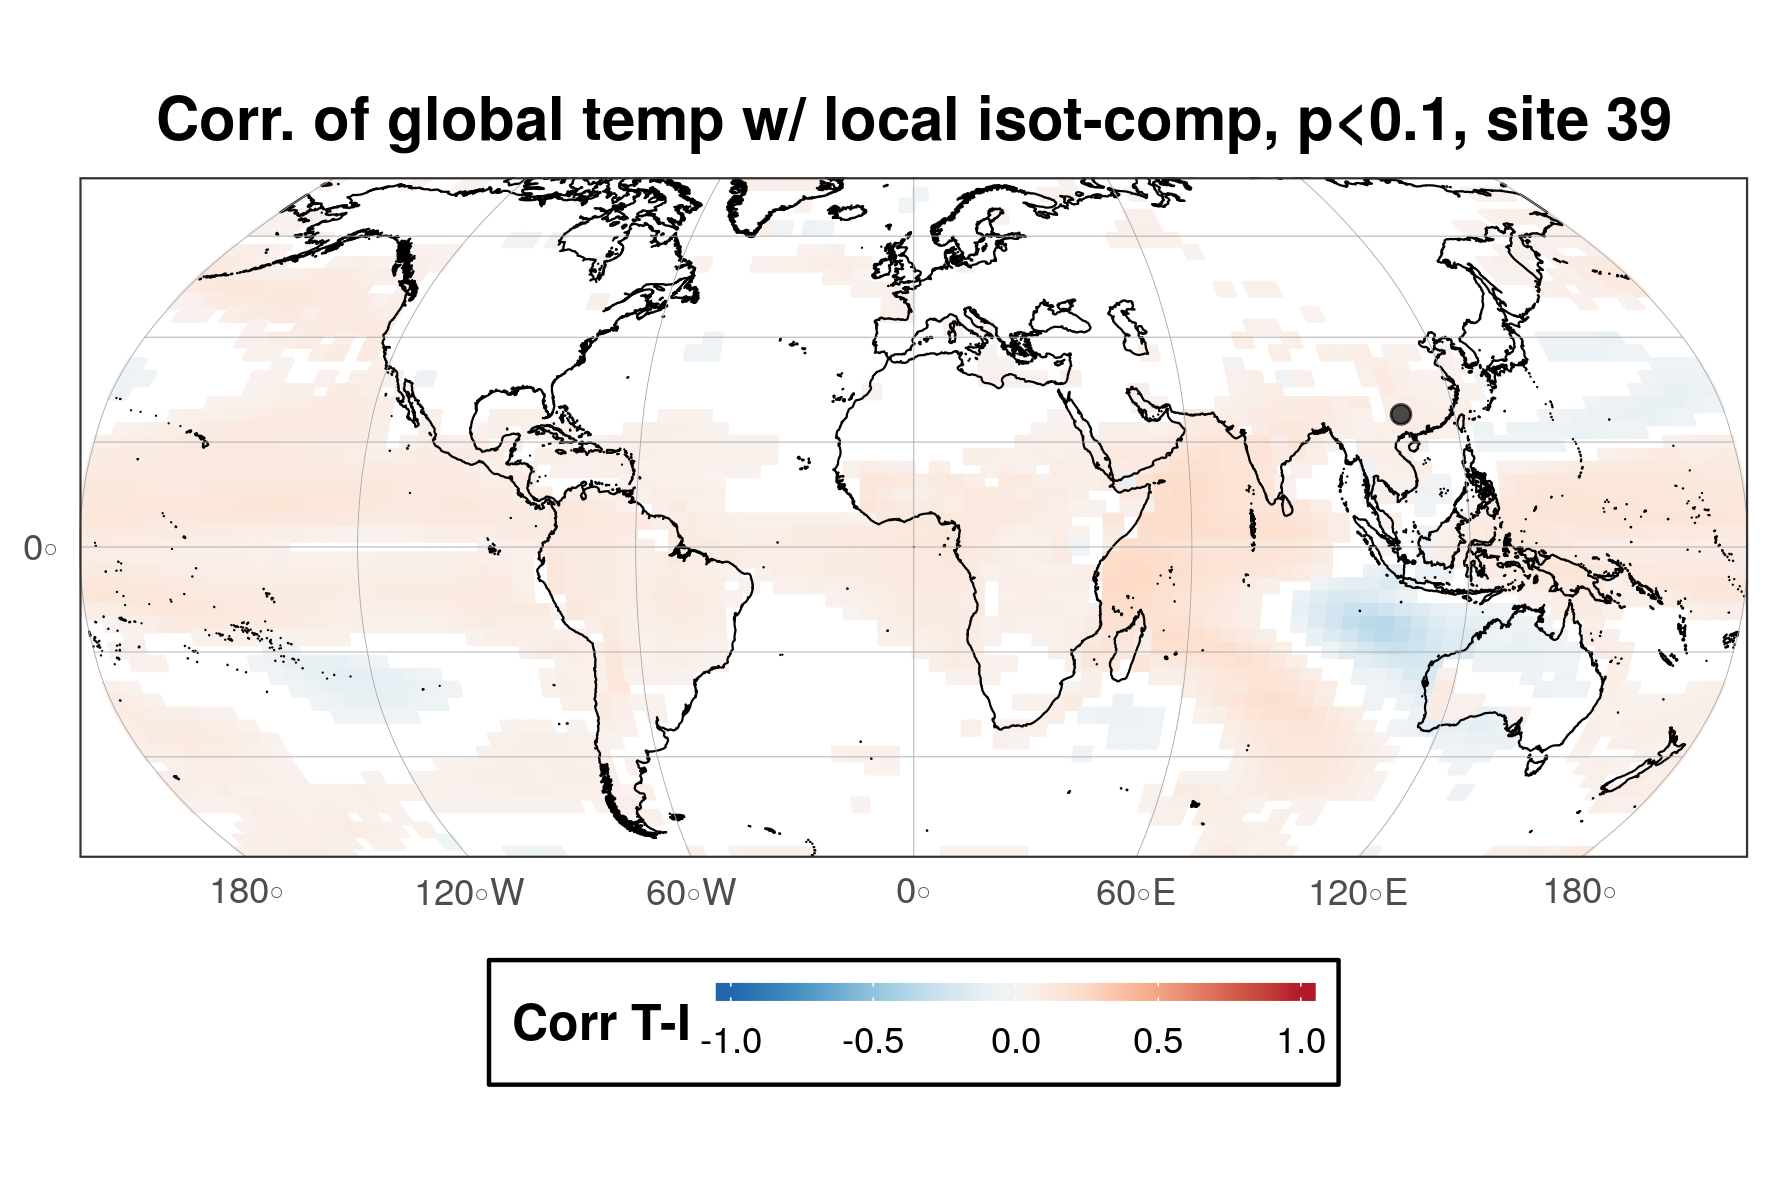 Corr. of global temp w/ local isot-comp, p<0.1, site 39
0°
180° 120°W 60°W 0° 60°E 120°E 180°
Corr T-I
-1.0 -0.5 0.0 0.5 1.0